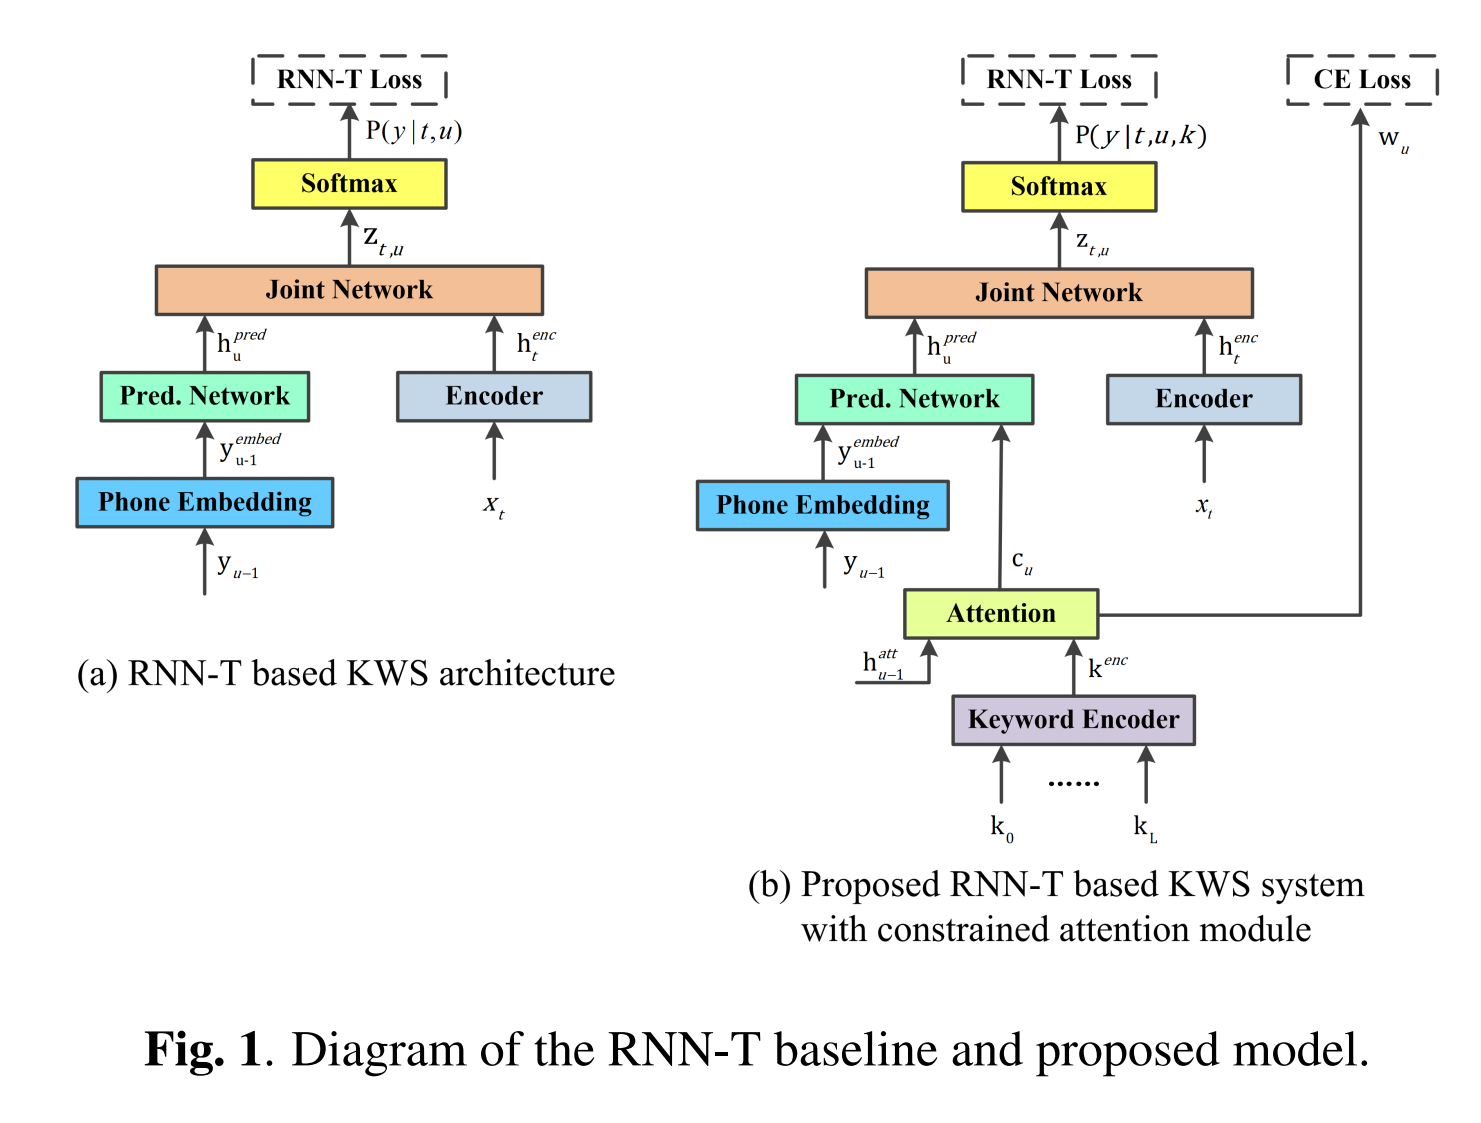 RNN-T Loss
P(y|t,u)
Softmax
z_{t,u}
Joint Network
h_u^{pred}
h_t^{enc}
Pred. Network
Encoder
y_{u-1}^{embed}
Phone Embedding
x_t
y_{u-1}
(a) RNN-T based KWS architecture
RNN-T Loss
CE Loss
P(y|t,u,k)
w_u
Softmax
z_{t,u}
Joint Network
h_u^{pred}
h_t^{enc}
Pred. Network
Encoder
y_{u-1}^{embed}
Phone Embedding
x_t
y_{u-1}
c_u
Attention
h_{u-1}^{att}
k^{enc}
Keyword Encoder
......
k_0
k_L
(b) Proposed RNN-T based KWS system
with constrained attention module
Fig. 1. Diagram of the RNN-T baseline and proposed model.